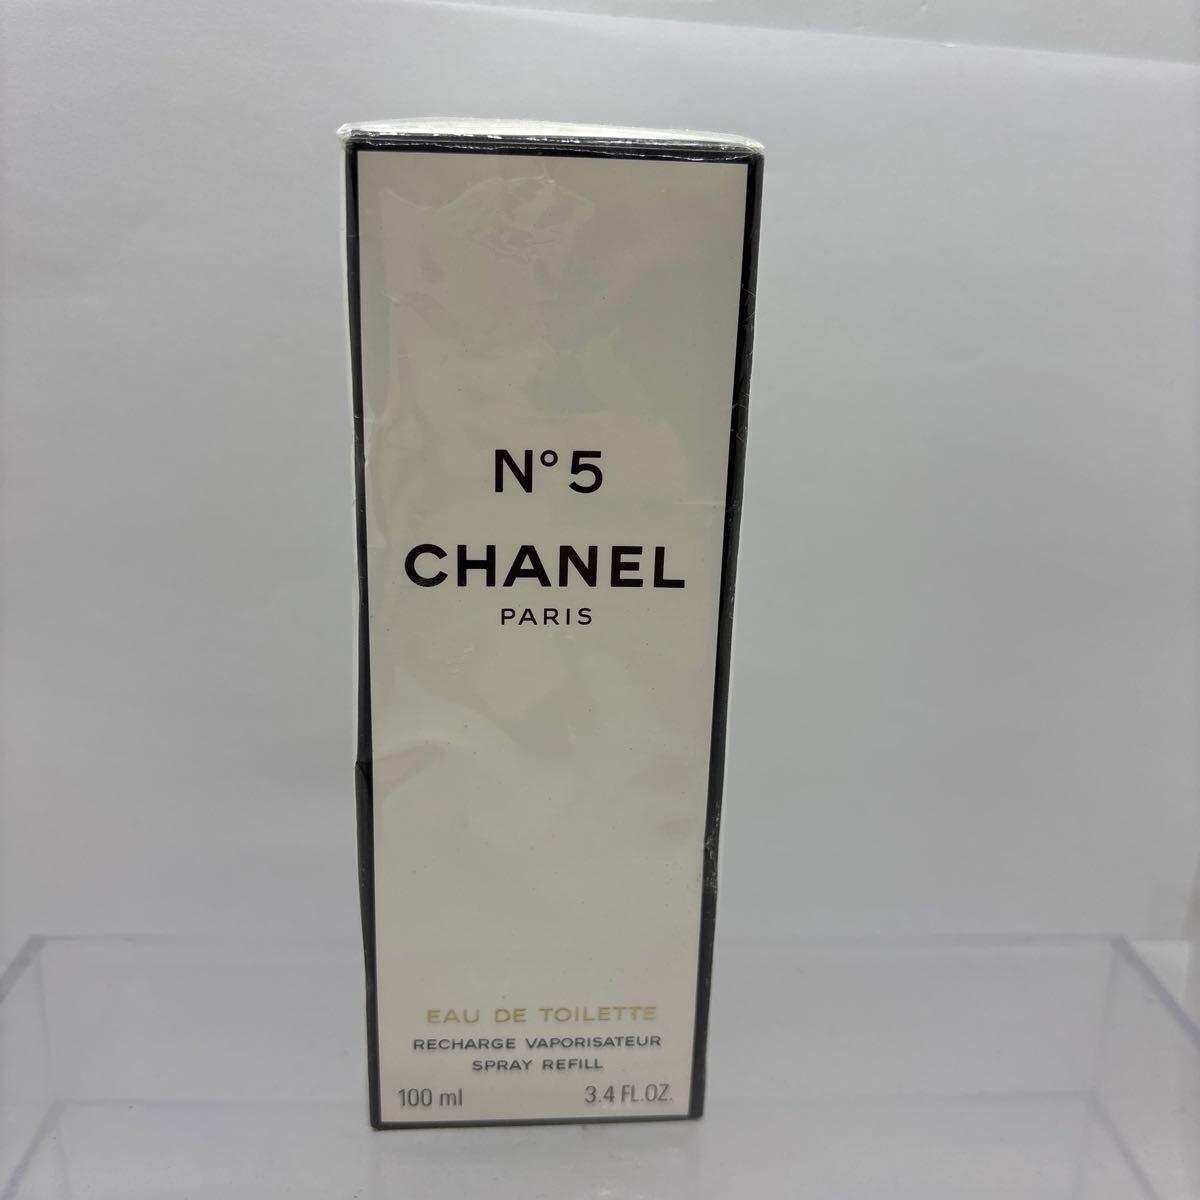 N°5
CHANEL
PARIS
EAU DE TOILETTE
RECHARGE VAPORISATEUR
SPRAY REFILL
100 ml 3.4 FL.OZ.